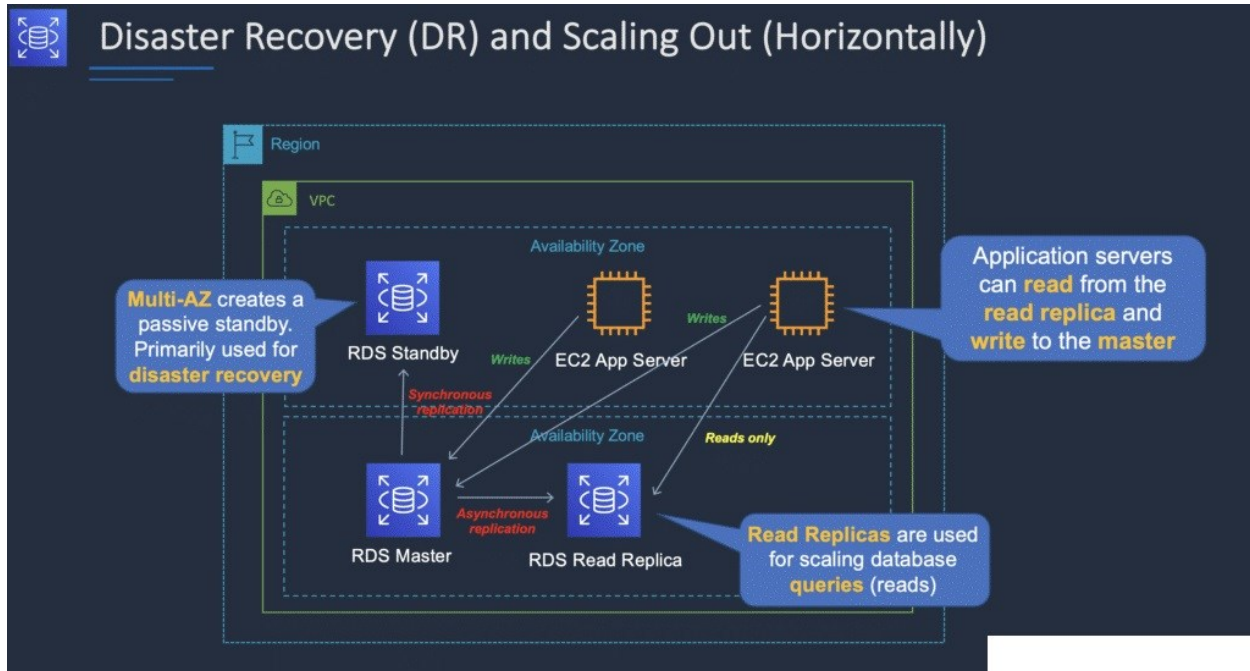 Disaster Recovery (DR) and Scaling Out (Horizontally)
Region
VPC
Availability Zone
Multi-AZ creates a
passive standby.
Primarily used for
disaster recovery
RDS Standby
EC2 App Server
EC2 App Server
Application servers
can read from the
read replica and
write to the master
Writes
Writes
Synchronous
replication
Availability Zone
Reads only
RDS Master
Asynchronous
replication
RDS Read Replica
Read Replicas are used
for scaling database
queries (reads)